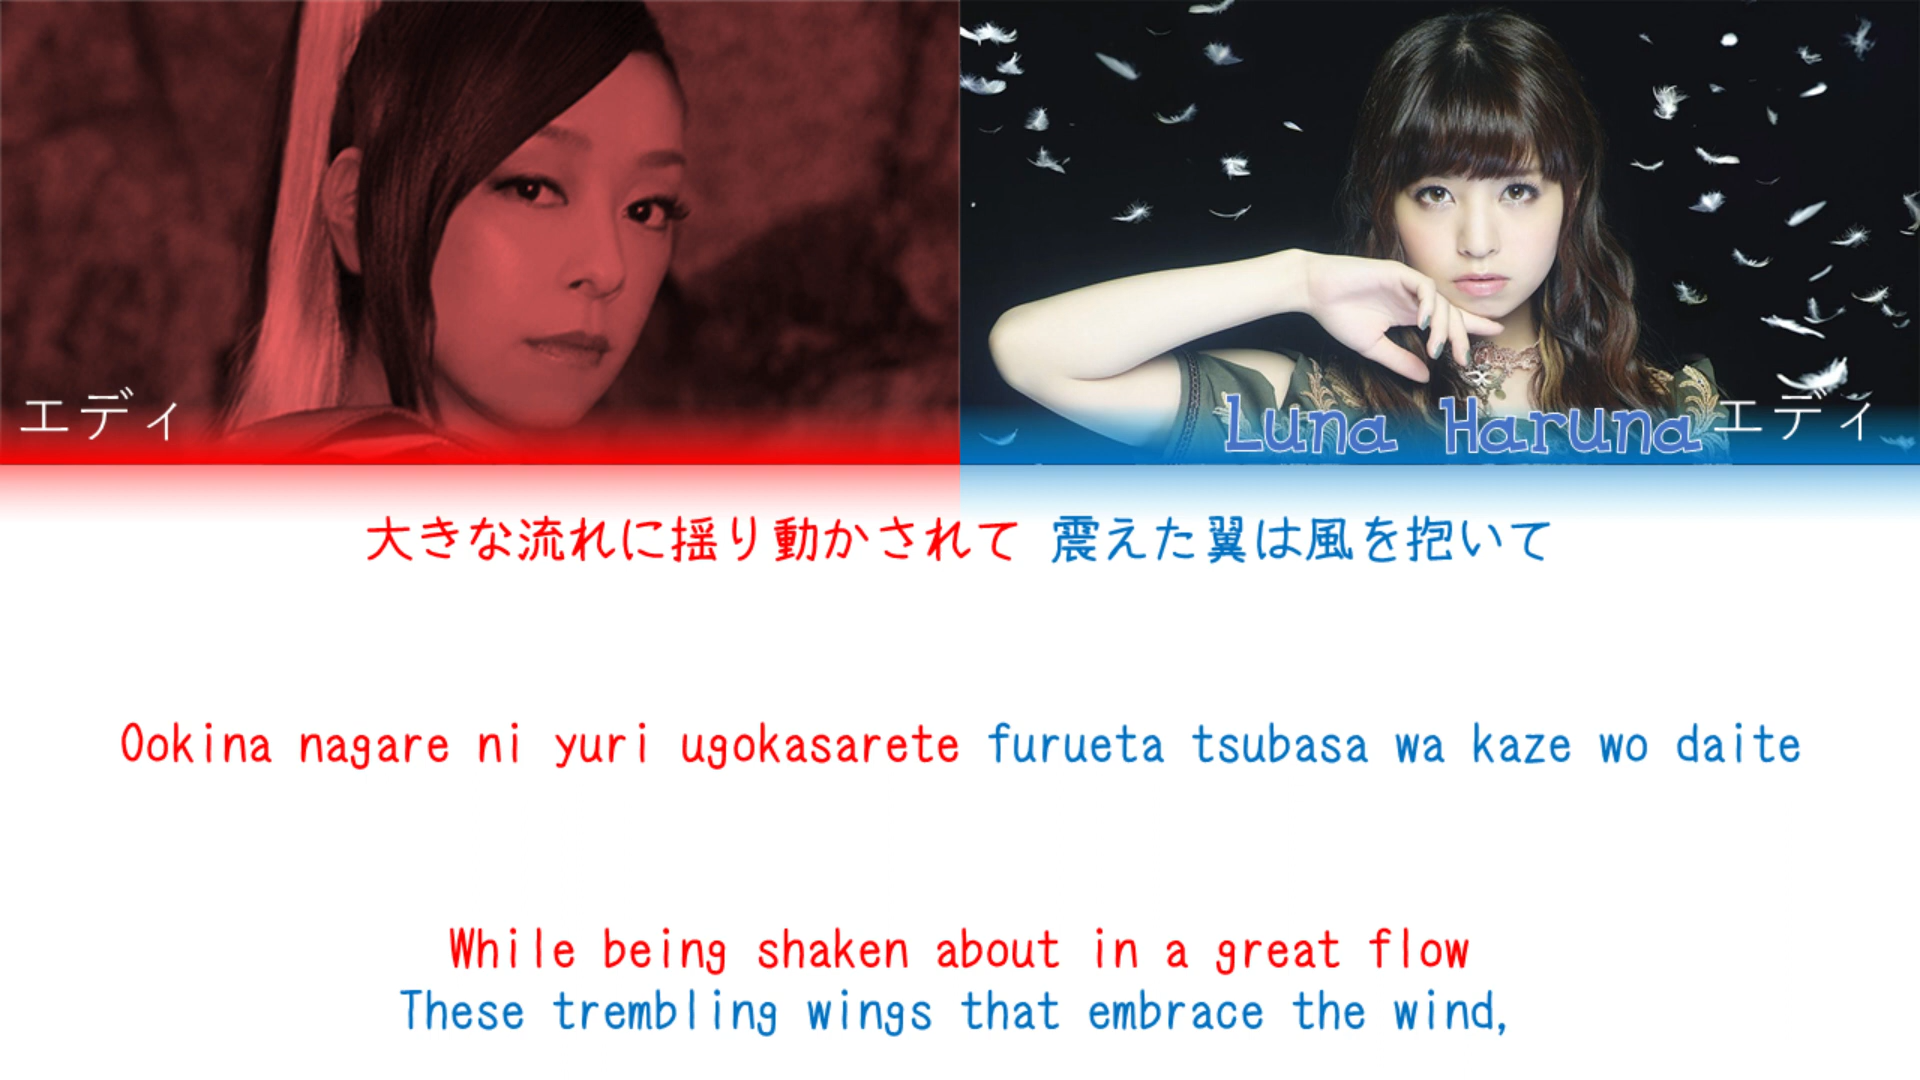 エディ
Luna Haruna エディ
大きな流れに揺り動かされて 震えた翼は風を抱いて
Ookina nagare ni yuri ugokasarete furueta tsubasa wa kaze wo daite
While being shaken about in a great flow
These trembling wings that embrace the wind,